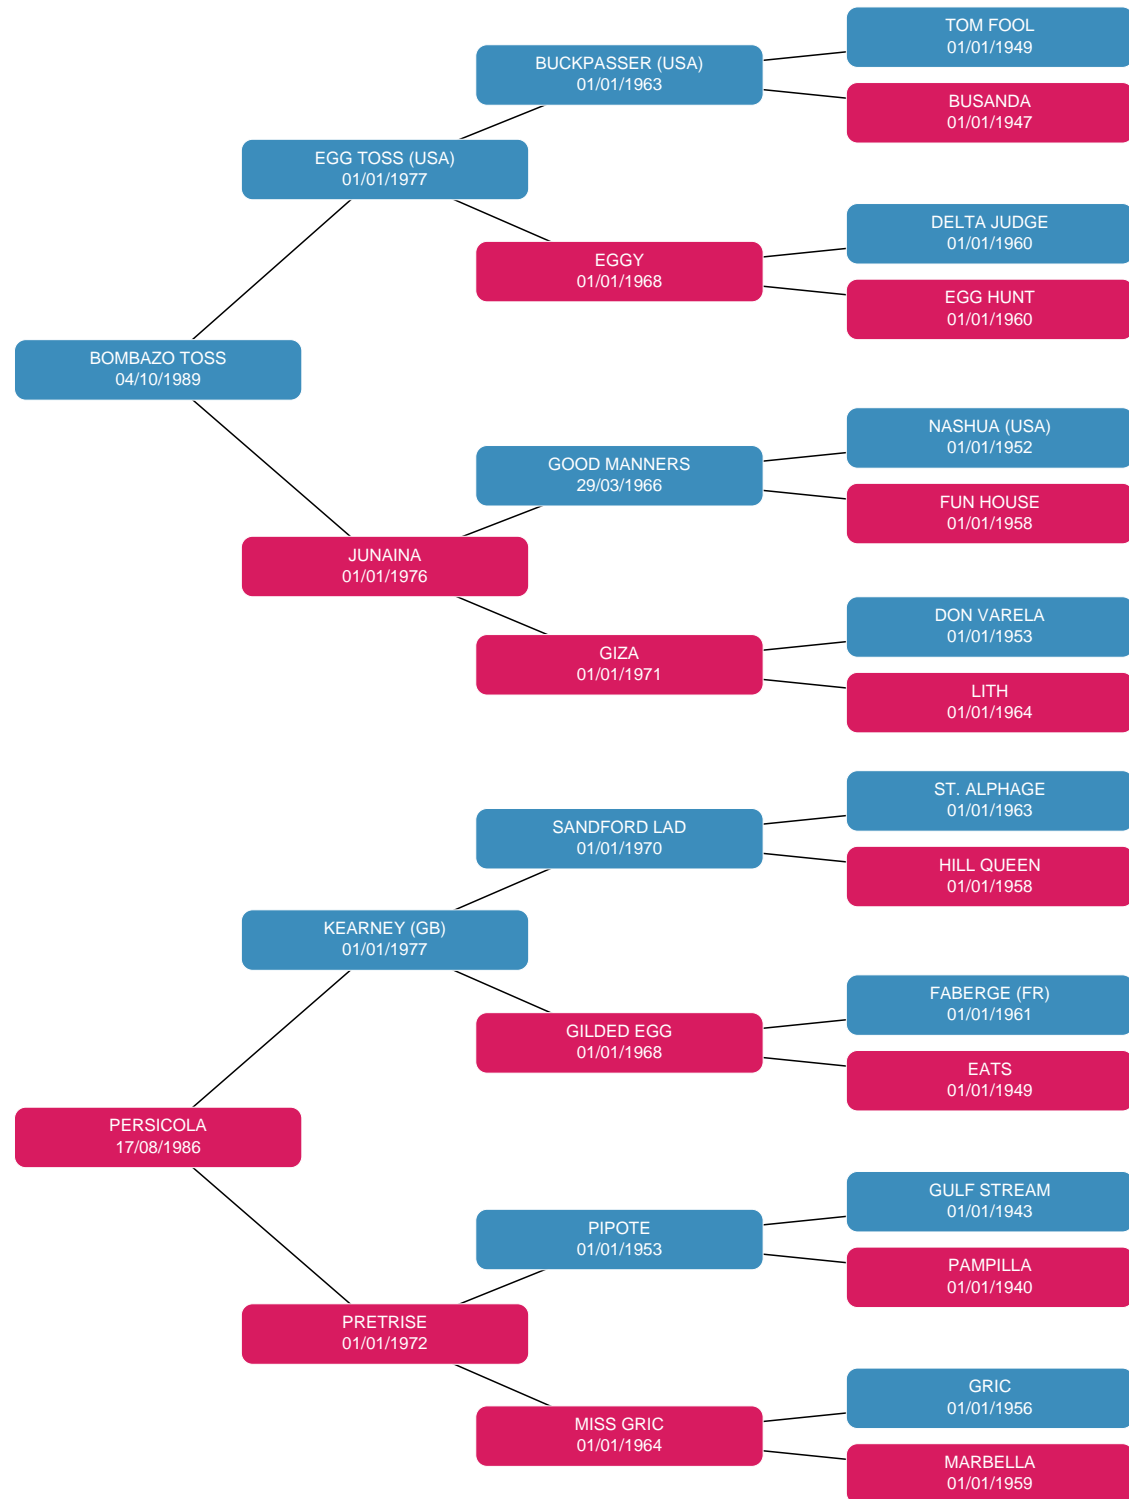 TOM FOOL
01/01/1949
BUCKPASSER (USA)
01/01/1963
BUSANDA
01/01/1947
EGG TOSS (USA)
01/01/1977
DELTA JUDGE
01/01/1960
EGGY
01/01/1968
EGG HUNT
01/01/1960
BOMBAZO TOSS
04/10/1989
NASHUA (USA)
01/01/1952
GOOD MANNERS
29/03/1966
FUN HOUSE
01/01/1958
JUNAINA
01/01/1976
DON VARELA
01/01/1953
GIZA
01/01/1971
LITH
01/01/1964
ST. ALPHAGE
01/01/1963
SANDFORD LAD
01/01/1970
HILL QUEEN
01/01/1958
KEARNEY (GB)
01/01/1977
FABERGE (FR)
01/01/1961
GILDED EGG
01/01/1968
EATS
01/01/1949
PERSICOLA
17/08/1986
GULF STREAM
01/01/1943
PIPOTE
01/01/1953
PAMPILLA
01/01/1940
PRETRISE
01/01/1972
GRIC
01/01/1956
MISS GRIC
01/01/1964
MARBELLA
01/01/1959